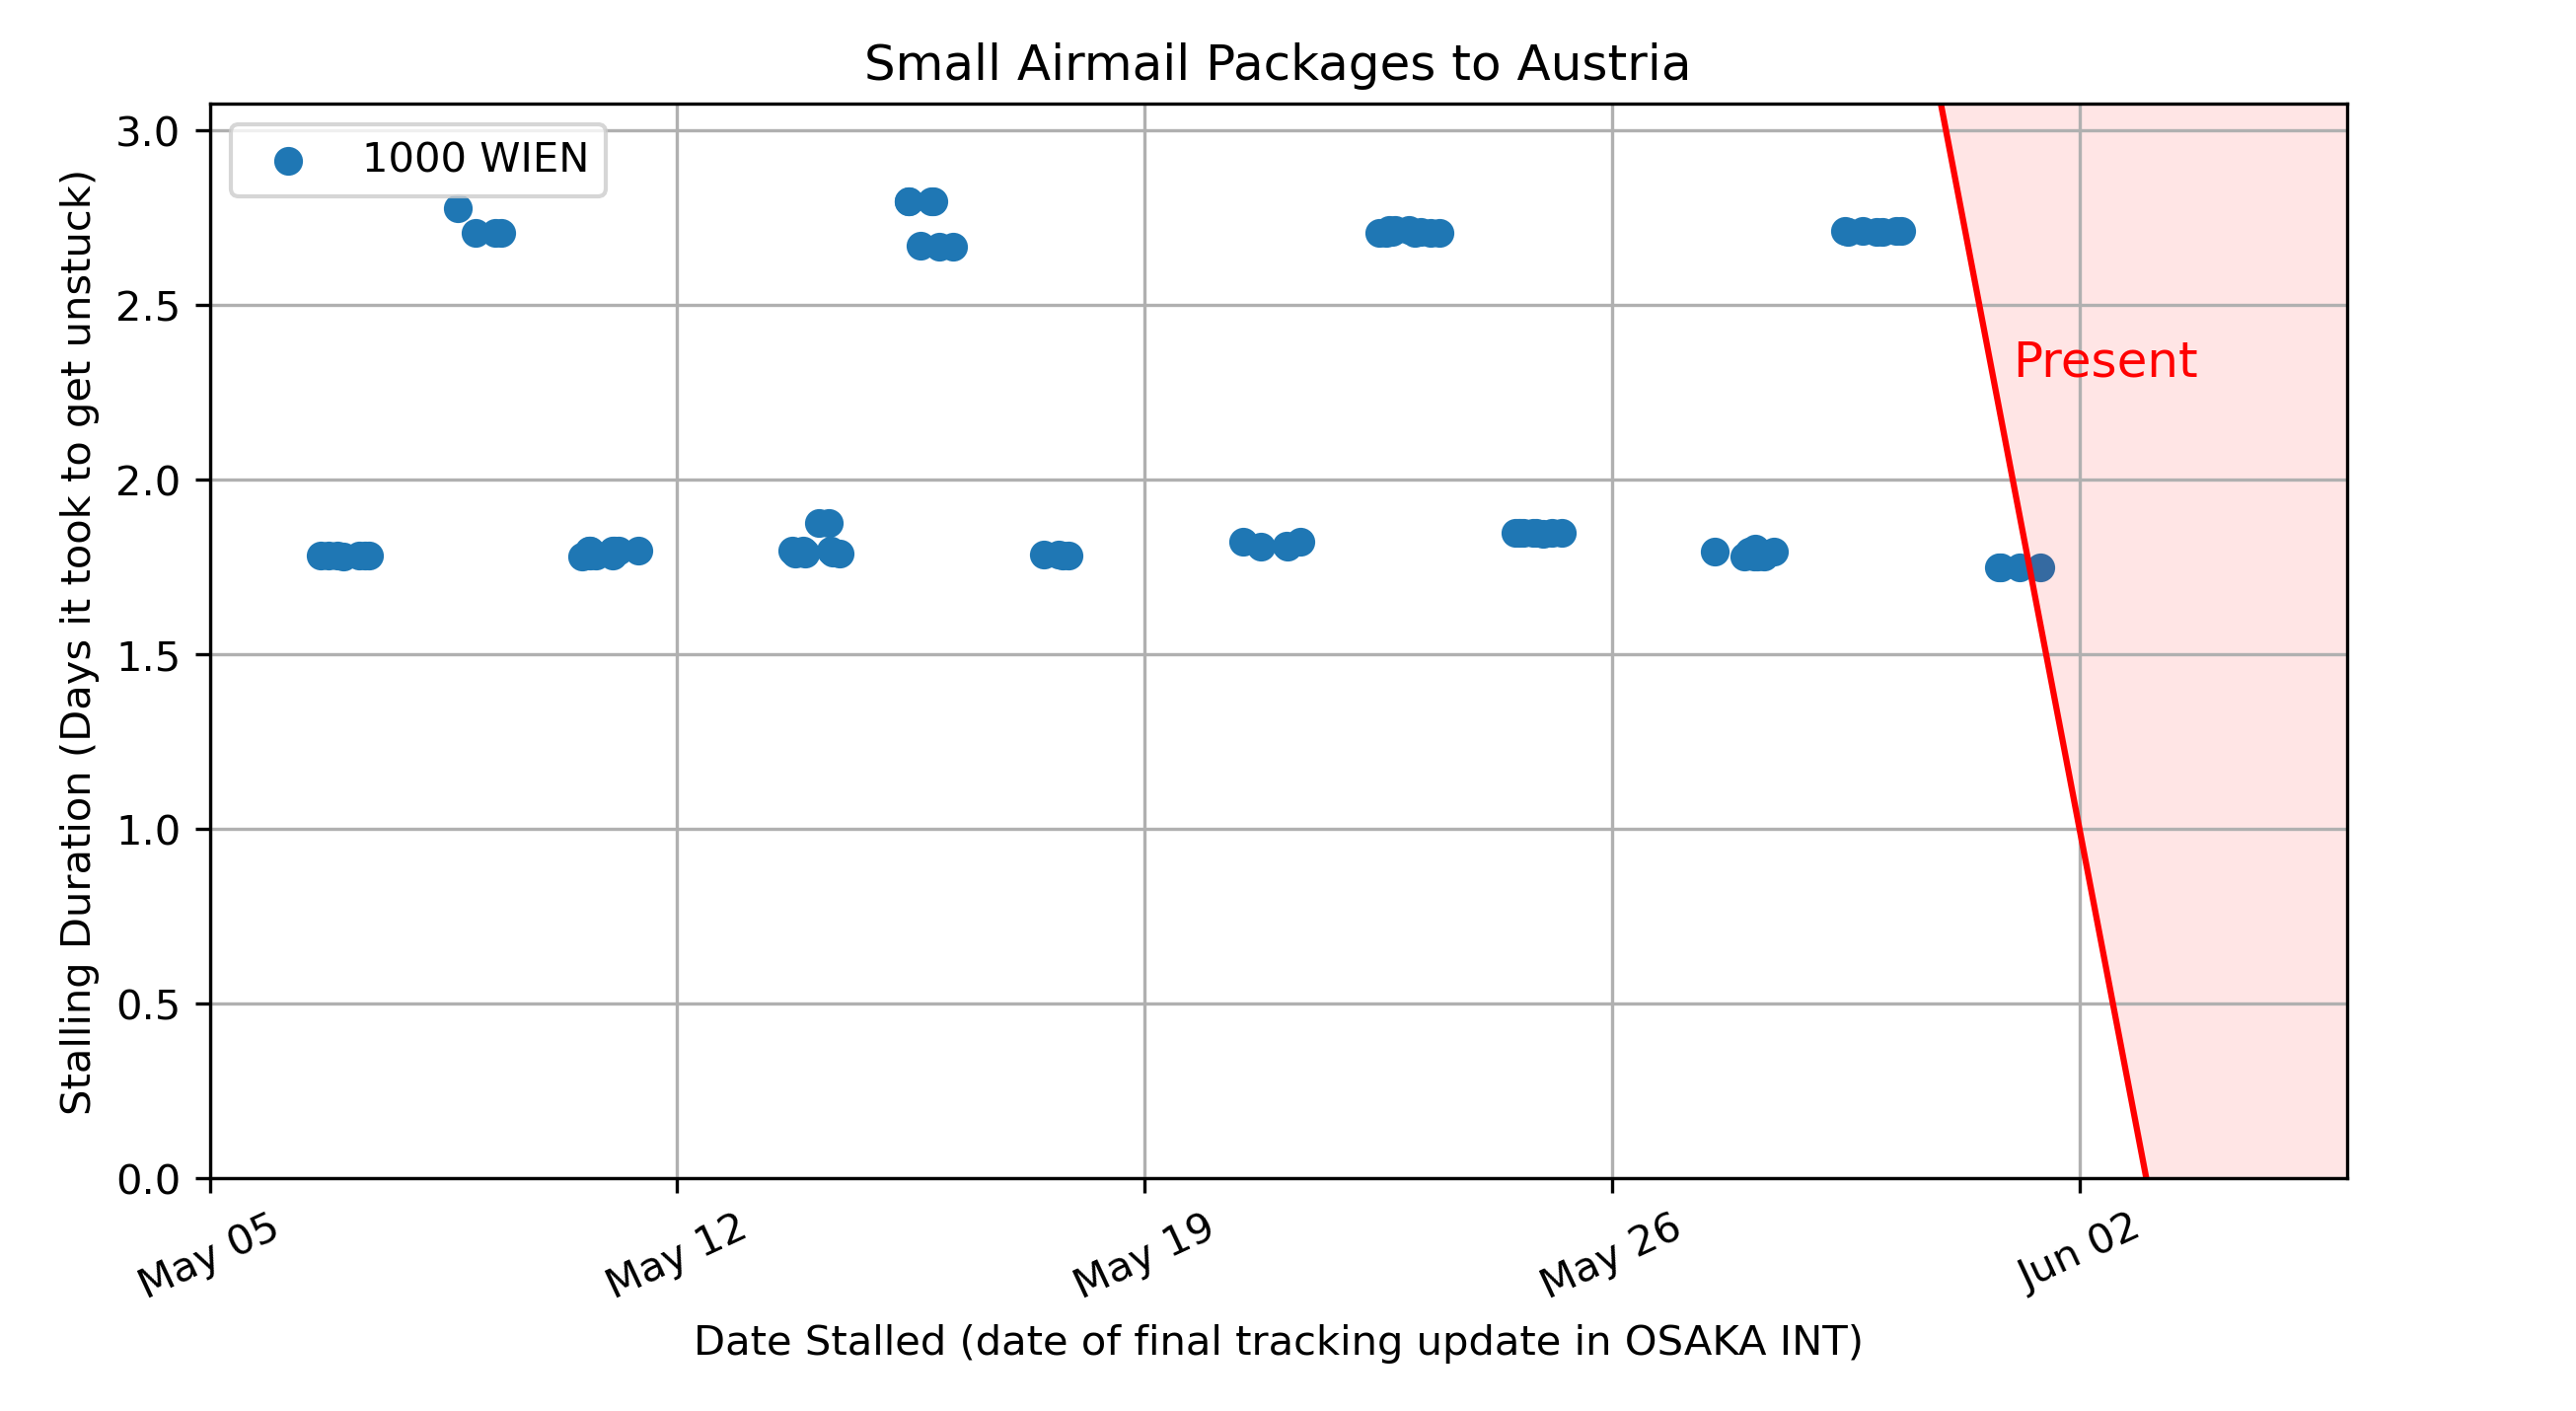 Small Airmail Packages to Austria
1000 WIEN
Present
3.0
2.5
2.0
1.5
1.0
0.5
0.0
Stalling Duration (Days it took to get unstuck)
May 05
May 12
May 19
May 26
Jun 02
Date Stalled (date of final tracking update in OSAKA INT)